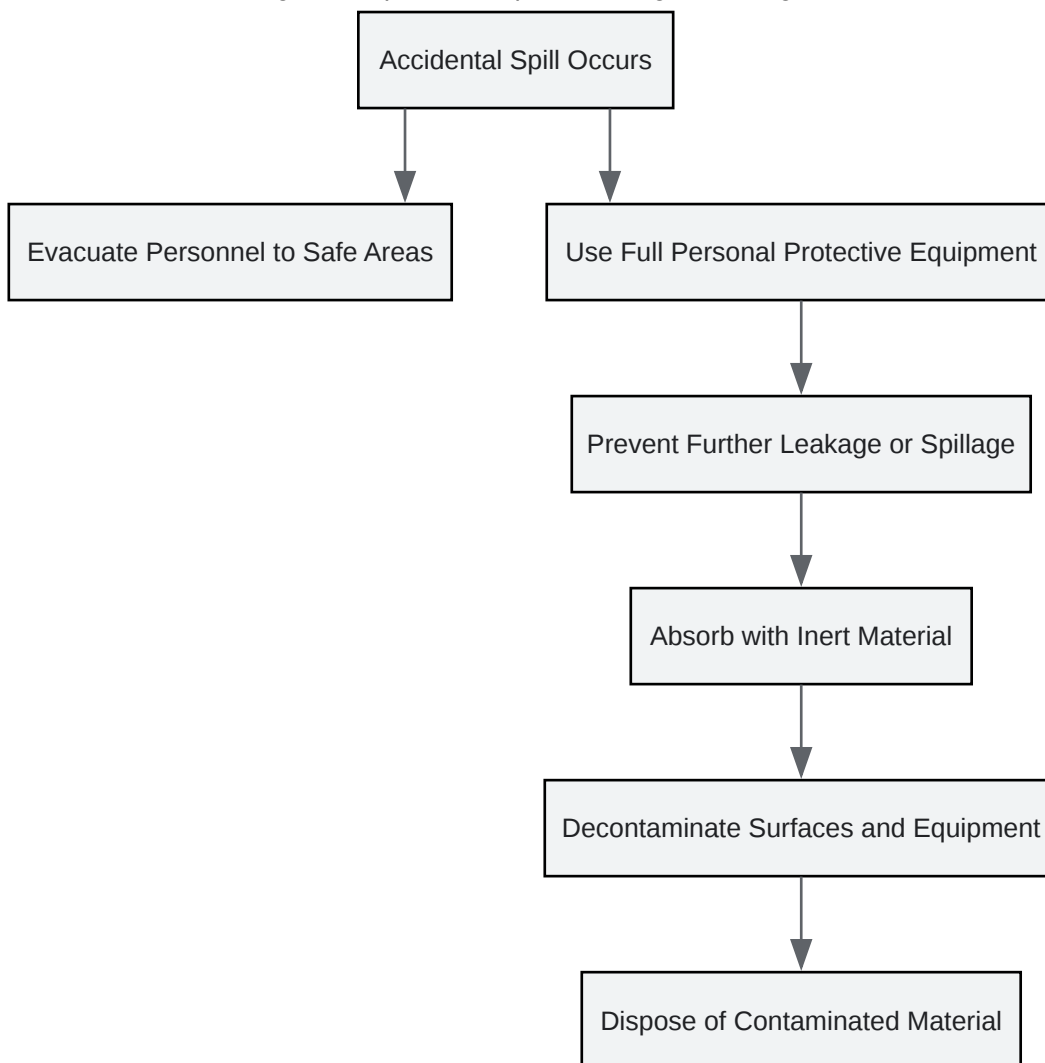 Accidental Spill Occurs
Evacuate Personnel to Safe Areas
Use Full Personal Protective Equipment
Prevent Further Leakage or Spillage
Absorb with Inert Material
Decontaminate Surfaces and Equipment
Dispose of Contaminated Material